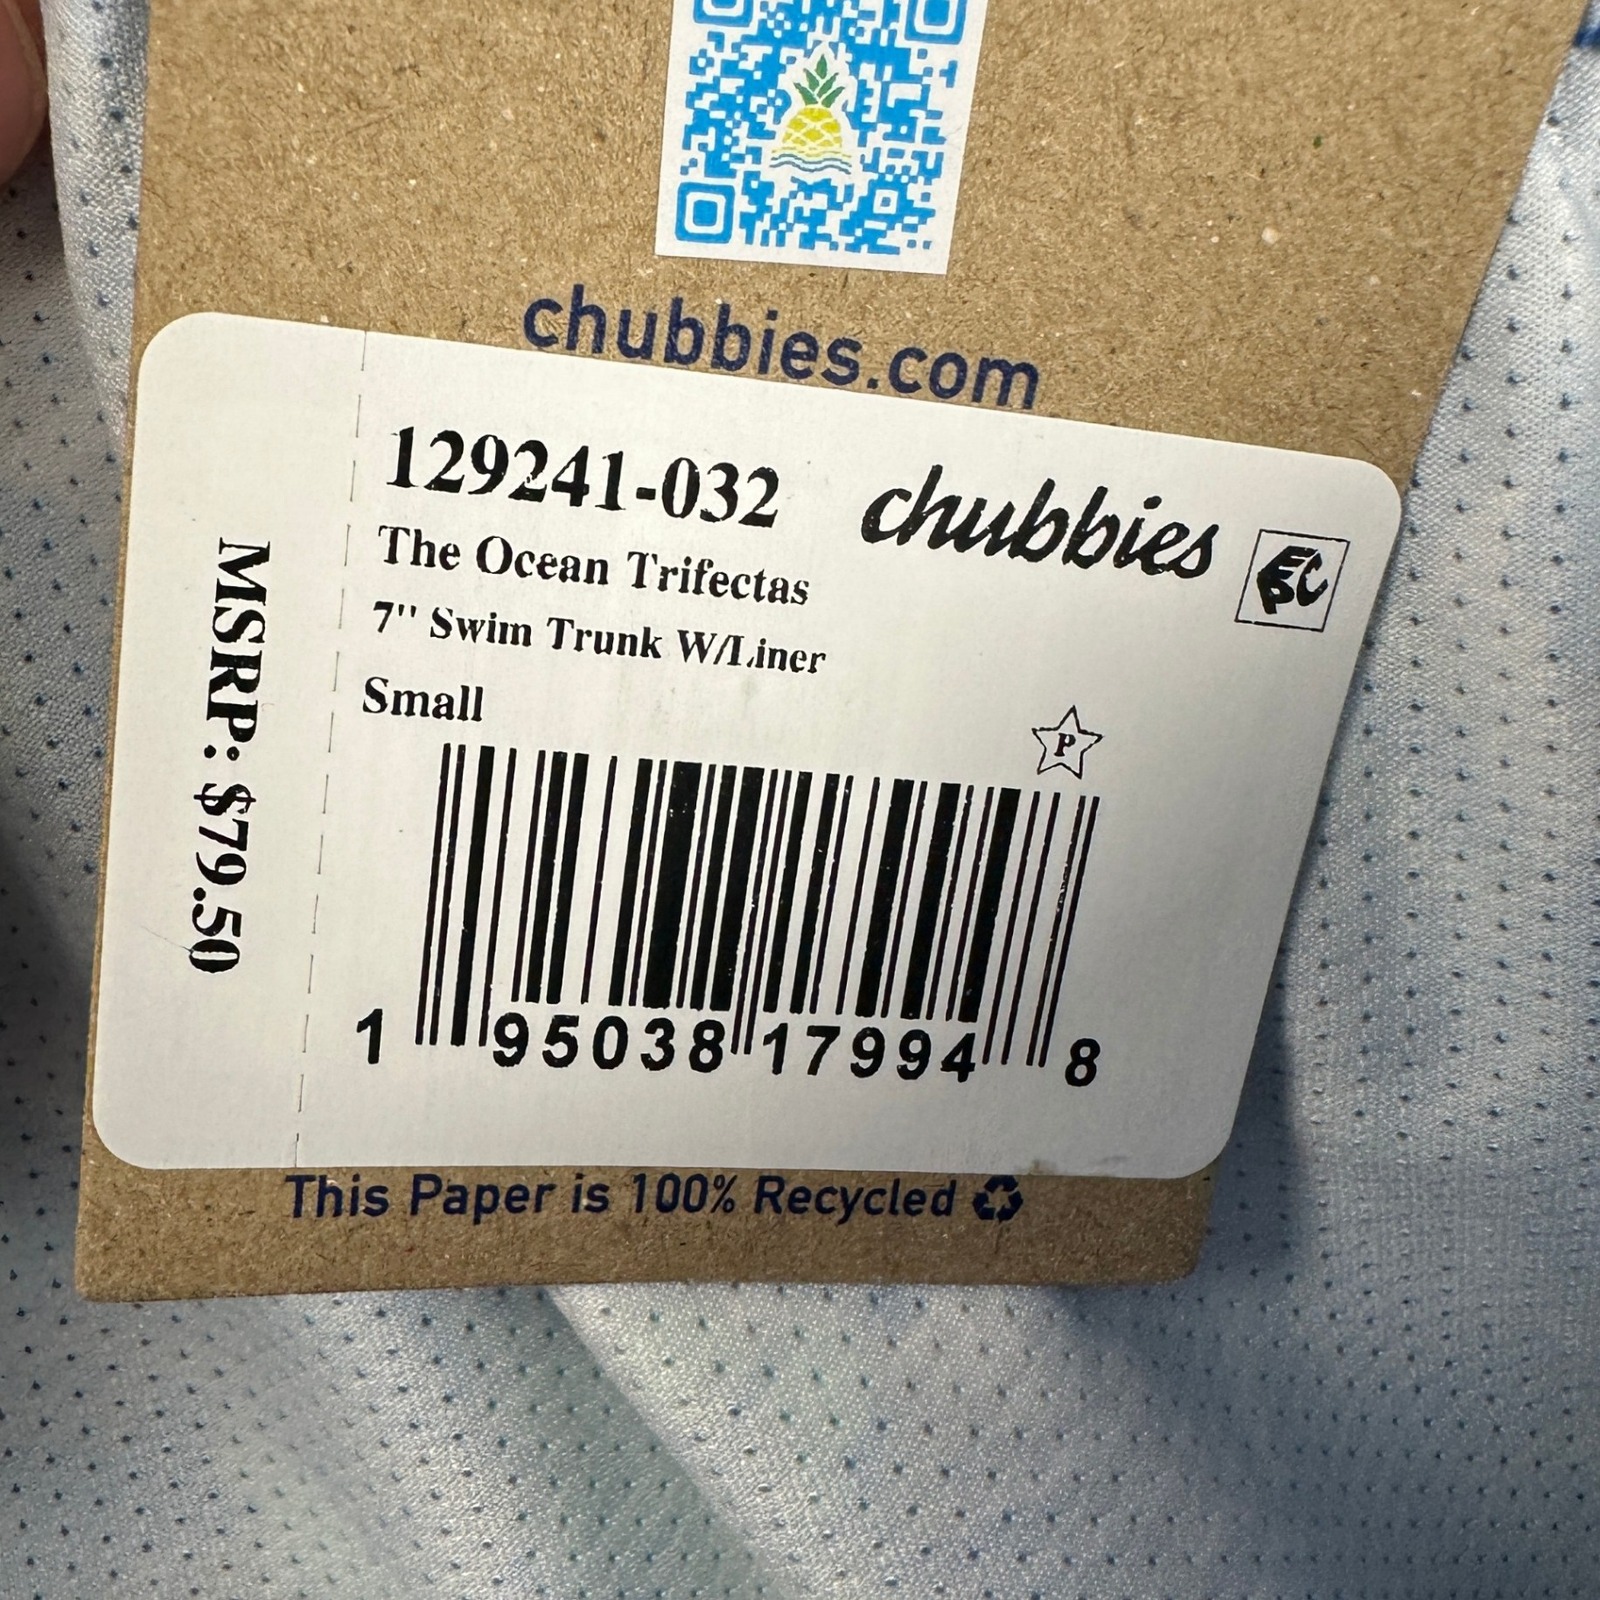 chubbies.com
129241-032
chubbies
The Ocean Trifectas
7" Swim Trunk W/Liner
Small
P
MSRP: $79.50
1 95038 17994 8
This Paper is 100% Recycled